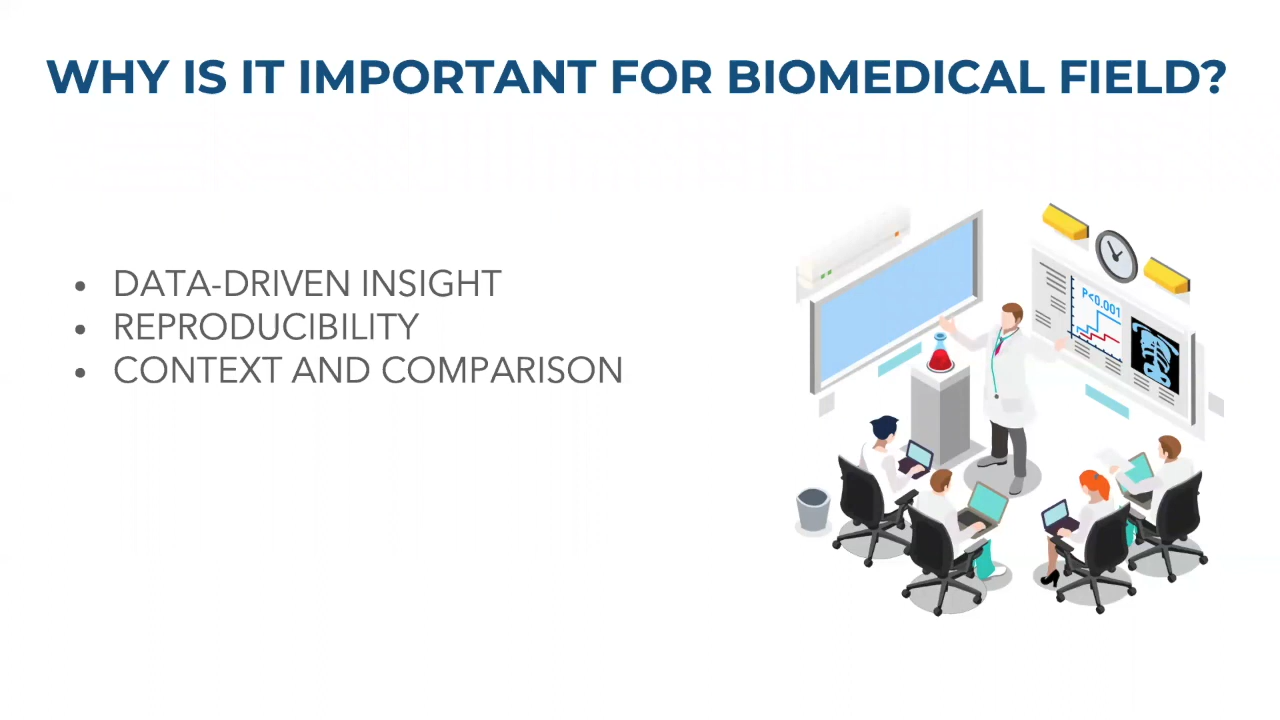 WHY IS IT IMPORTANT FOR BIOMEDICAL FIELD?
• DATA-DRIVEN INSIGHT
• REPRODUCIBILITY
• CONTEXT AND COMPARISON
P<0.001